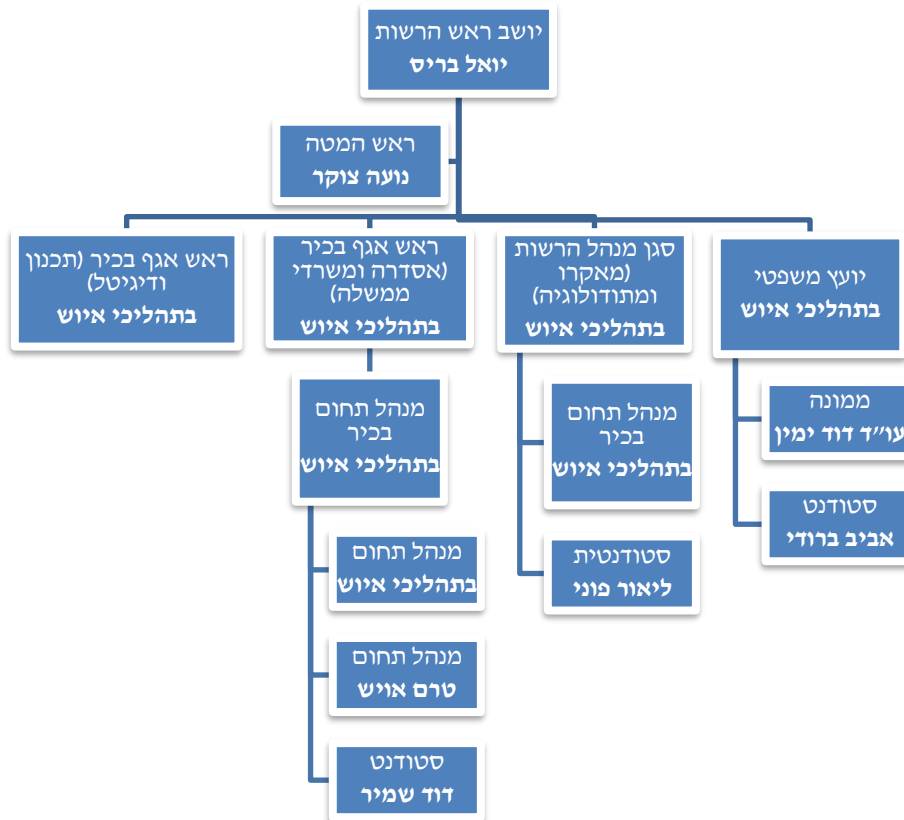 יושב ראש הרשות
יואל בריס
ראש המטה
נועה צוקר
יועץ משפטי
בתהליכי איוש
ממונה
עו״ד דוד ימין
סטודנט
אביב ברודי
סגן מנהל הרשות
(מאקרו
ומתודולוגיה)
בתהליכי איוש
מנהל תחום
בכיר
בתהליכי איוש
סטודנטית
ליאור פוני
ראש אגף בכיר
(אסדרה ומשרדי
ממשלה)
בתהליכי איוש
מנהל תחום
בכיר
בתהליכי איוש
מנהל תחום
בתהליכי איוש
מנהל תחום
טרם אויש
סטודנט
דוד שמיר
ראש אגף בכיר (תכנון
ודיגיטל)
בתהליכי איוש